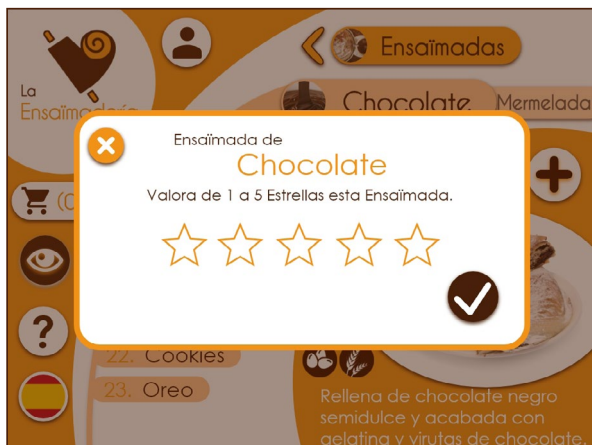 La
Ensaïmadería
Ensaïmadas
Chocolate
Mermelada
Ensaïmada de
Chocolate
Valora de 1 a 5 Estrellas esta Ensaïmada.
(0
?
22. Cookies
23. Oreo
Rellena de chocolate negro
semidulce y acabada con
gelatina y virutas de chocolate.